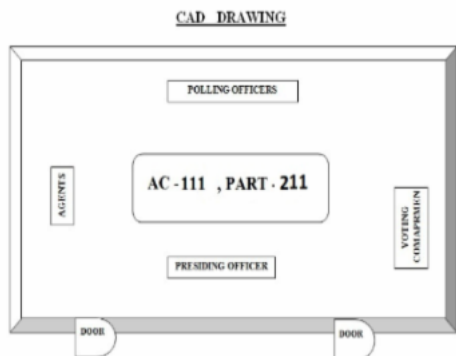 CAD DRAWING
POLLING OFFICERS
AGENTS
AC -111 , PART - 211
VOTING
COMAPRMEN
PRESIDING OFFICER
DOOR
DOOR